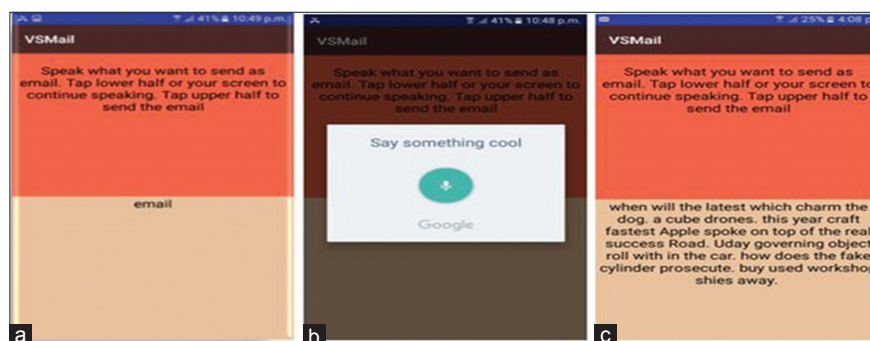 41% 10:49 p.m.
VSMail
Speak what you want to send as
email. Tap lower half or your screen to
continue speaking. Tap upper half to
send the email
email
a
41% 10:48 p.m.
VSMail
Speak what you want to send as
email. Tap lower half or your screen to
continue speaking. Tap upper half to
send the email
Say something cool
Google
b
25% 4:08 p
VSMail
Speak what you want to send as
email. Tap lower half or your screen to
continue speaking. Tap upper half to
send the email
when will the latest which charm the
dog. a cube drones. this year craft
fastest Apple spoke on top of the real
success Road. Uday governing object
roll with in the car. how does the fake
cylinder prosecute. buy used workshop
shies away.
c